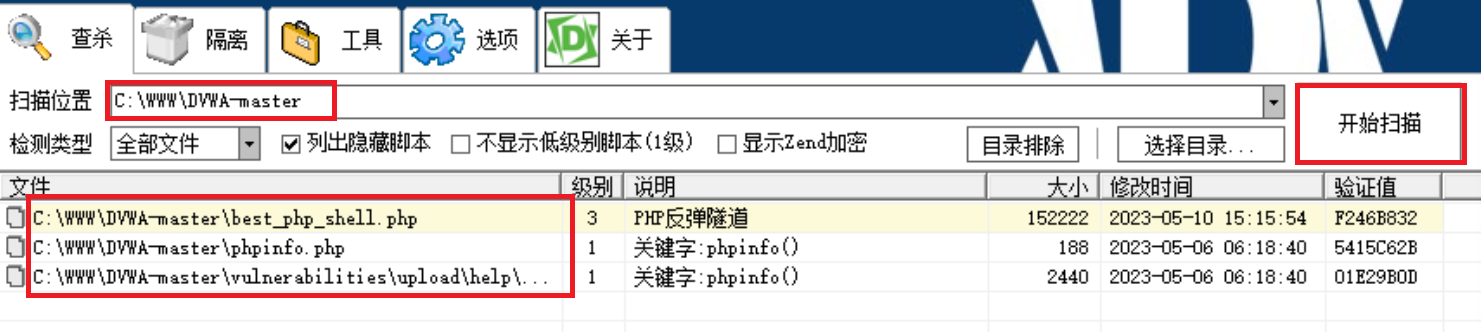 查杀 隔离 工具 选项 关于
扫描位置 C:\WWW\DVWA-master 开始扫描
检测类型 全部文件 列出隐藏脚本 不显示低级别脚本(1级) 显示Zend加密 目录排除 选择目录...
文件 级别 说明 大小 修改时间 验证值
C:\WWW\DVWA-master\best_php_shell.php 3 PHP反弹隧道 152222 2023-05-10 15:15:54 F246B832
C:\WWW\DVWA-master\phpinfo.php 1 关键字:phpinfo() 188 2023-05-06 06:18:40 5415C62B
C:\WWW\DVWA-master\vulnerabilities\upload\help\... 1 关键字:phpinfo() 2440 2023-05-06 06:18:40 01E29B0D